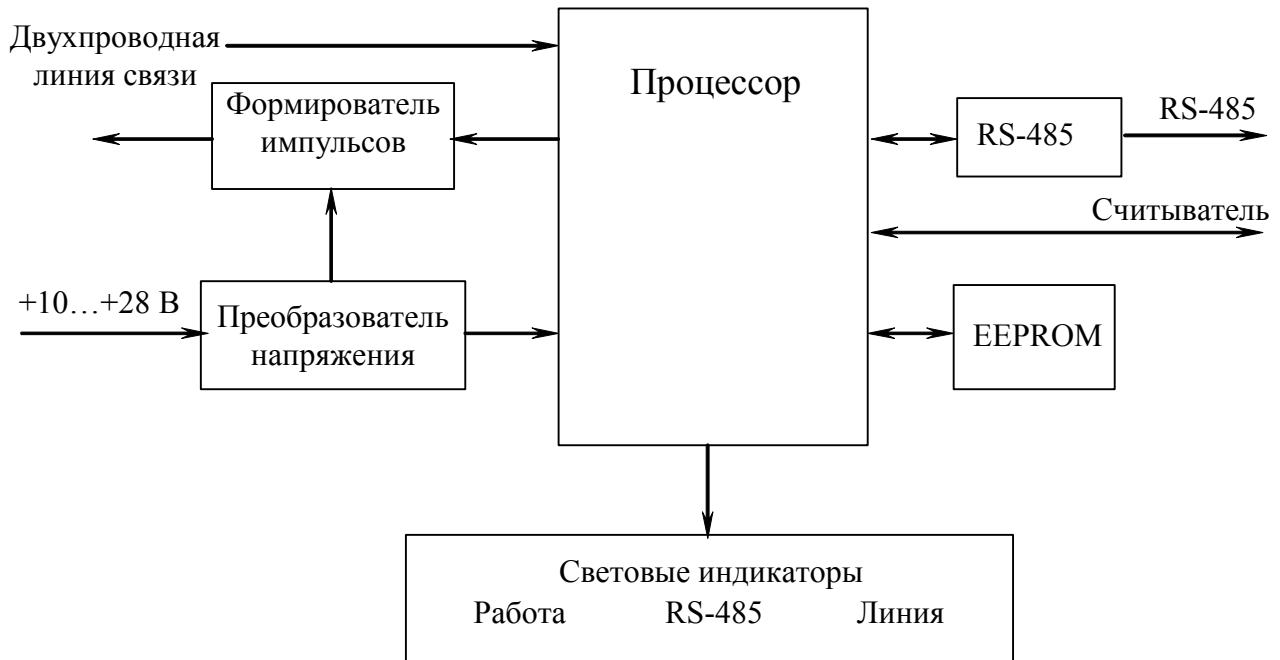 Двухпроводная
линия связи
Формирователь
импульсов
Процессор
RS-485
RS-485
Считыватель
+10…+28 В
Преобразователь
напряжения
EEPROM
Световые индикаторы
Работа RS-485 Линия